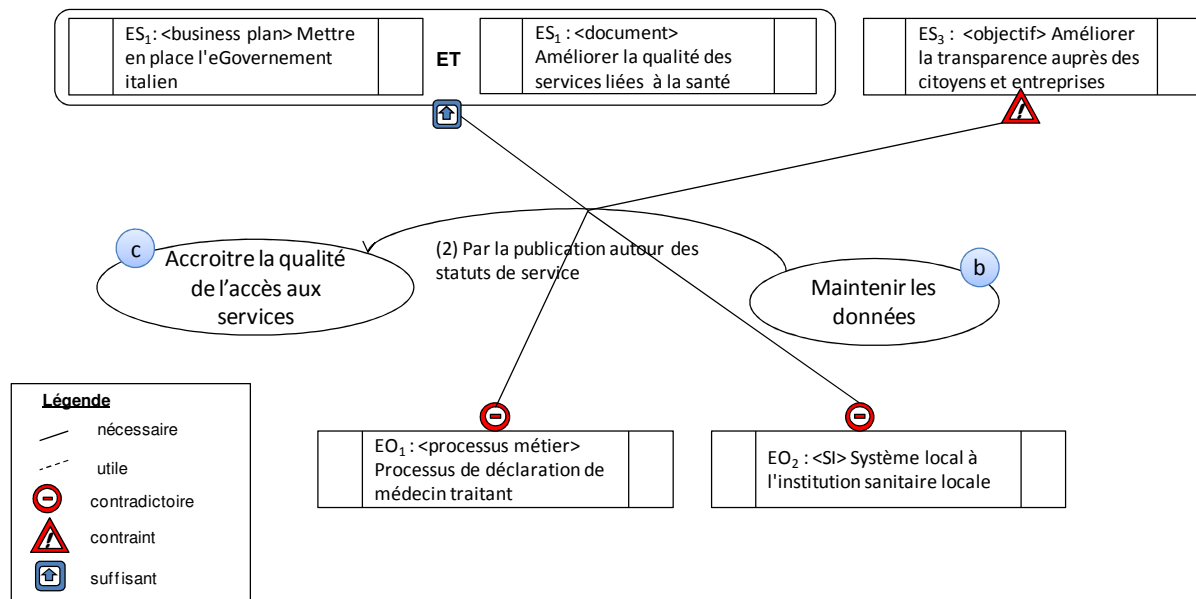 ES₁ : <business plan> Mettre
en place l'eGovernement
italien
ET
ES₁ : <document>
Améliorer la qualité des
services liées à la santé
ES₃ : <objectif> Améliorer
la transparence auprès des
citoyens et entreprises
c
Accroitre la qualité
de l'accès aux
services
(2) Par la publication autour des
statuts de service
b
Maintenir les
données
Légende
nécessaire
utile
contradictoire
contraint
suffisant
EO₁ : <processus métier>
Processus de déclaration de
médecin traitant
EO₂ : <SI> Système local à
l'institution sanitaire locale